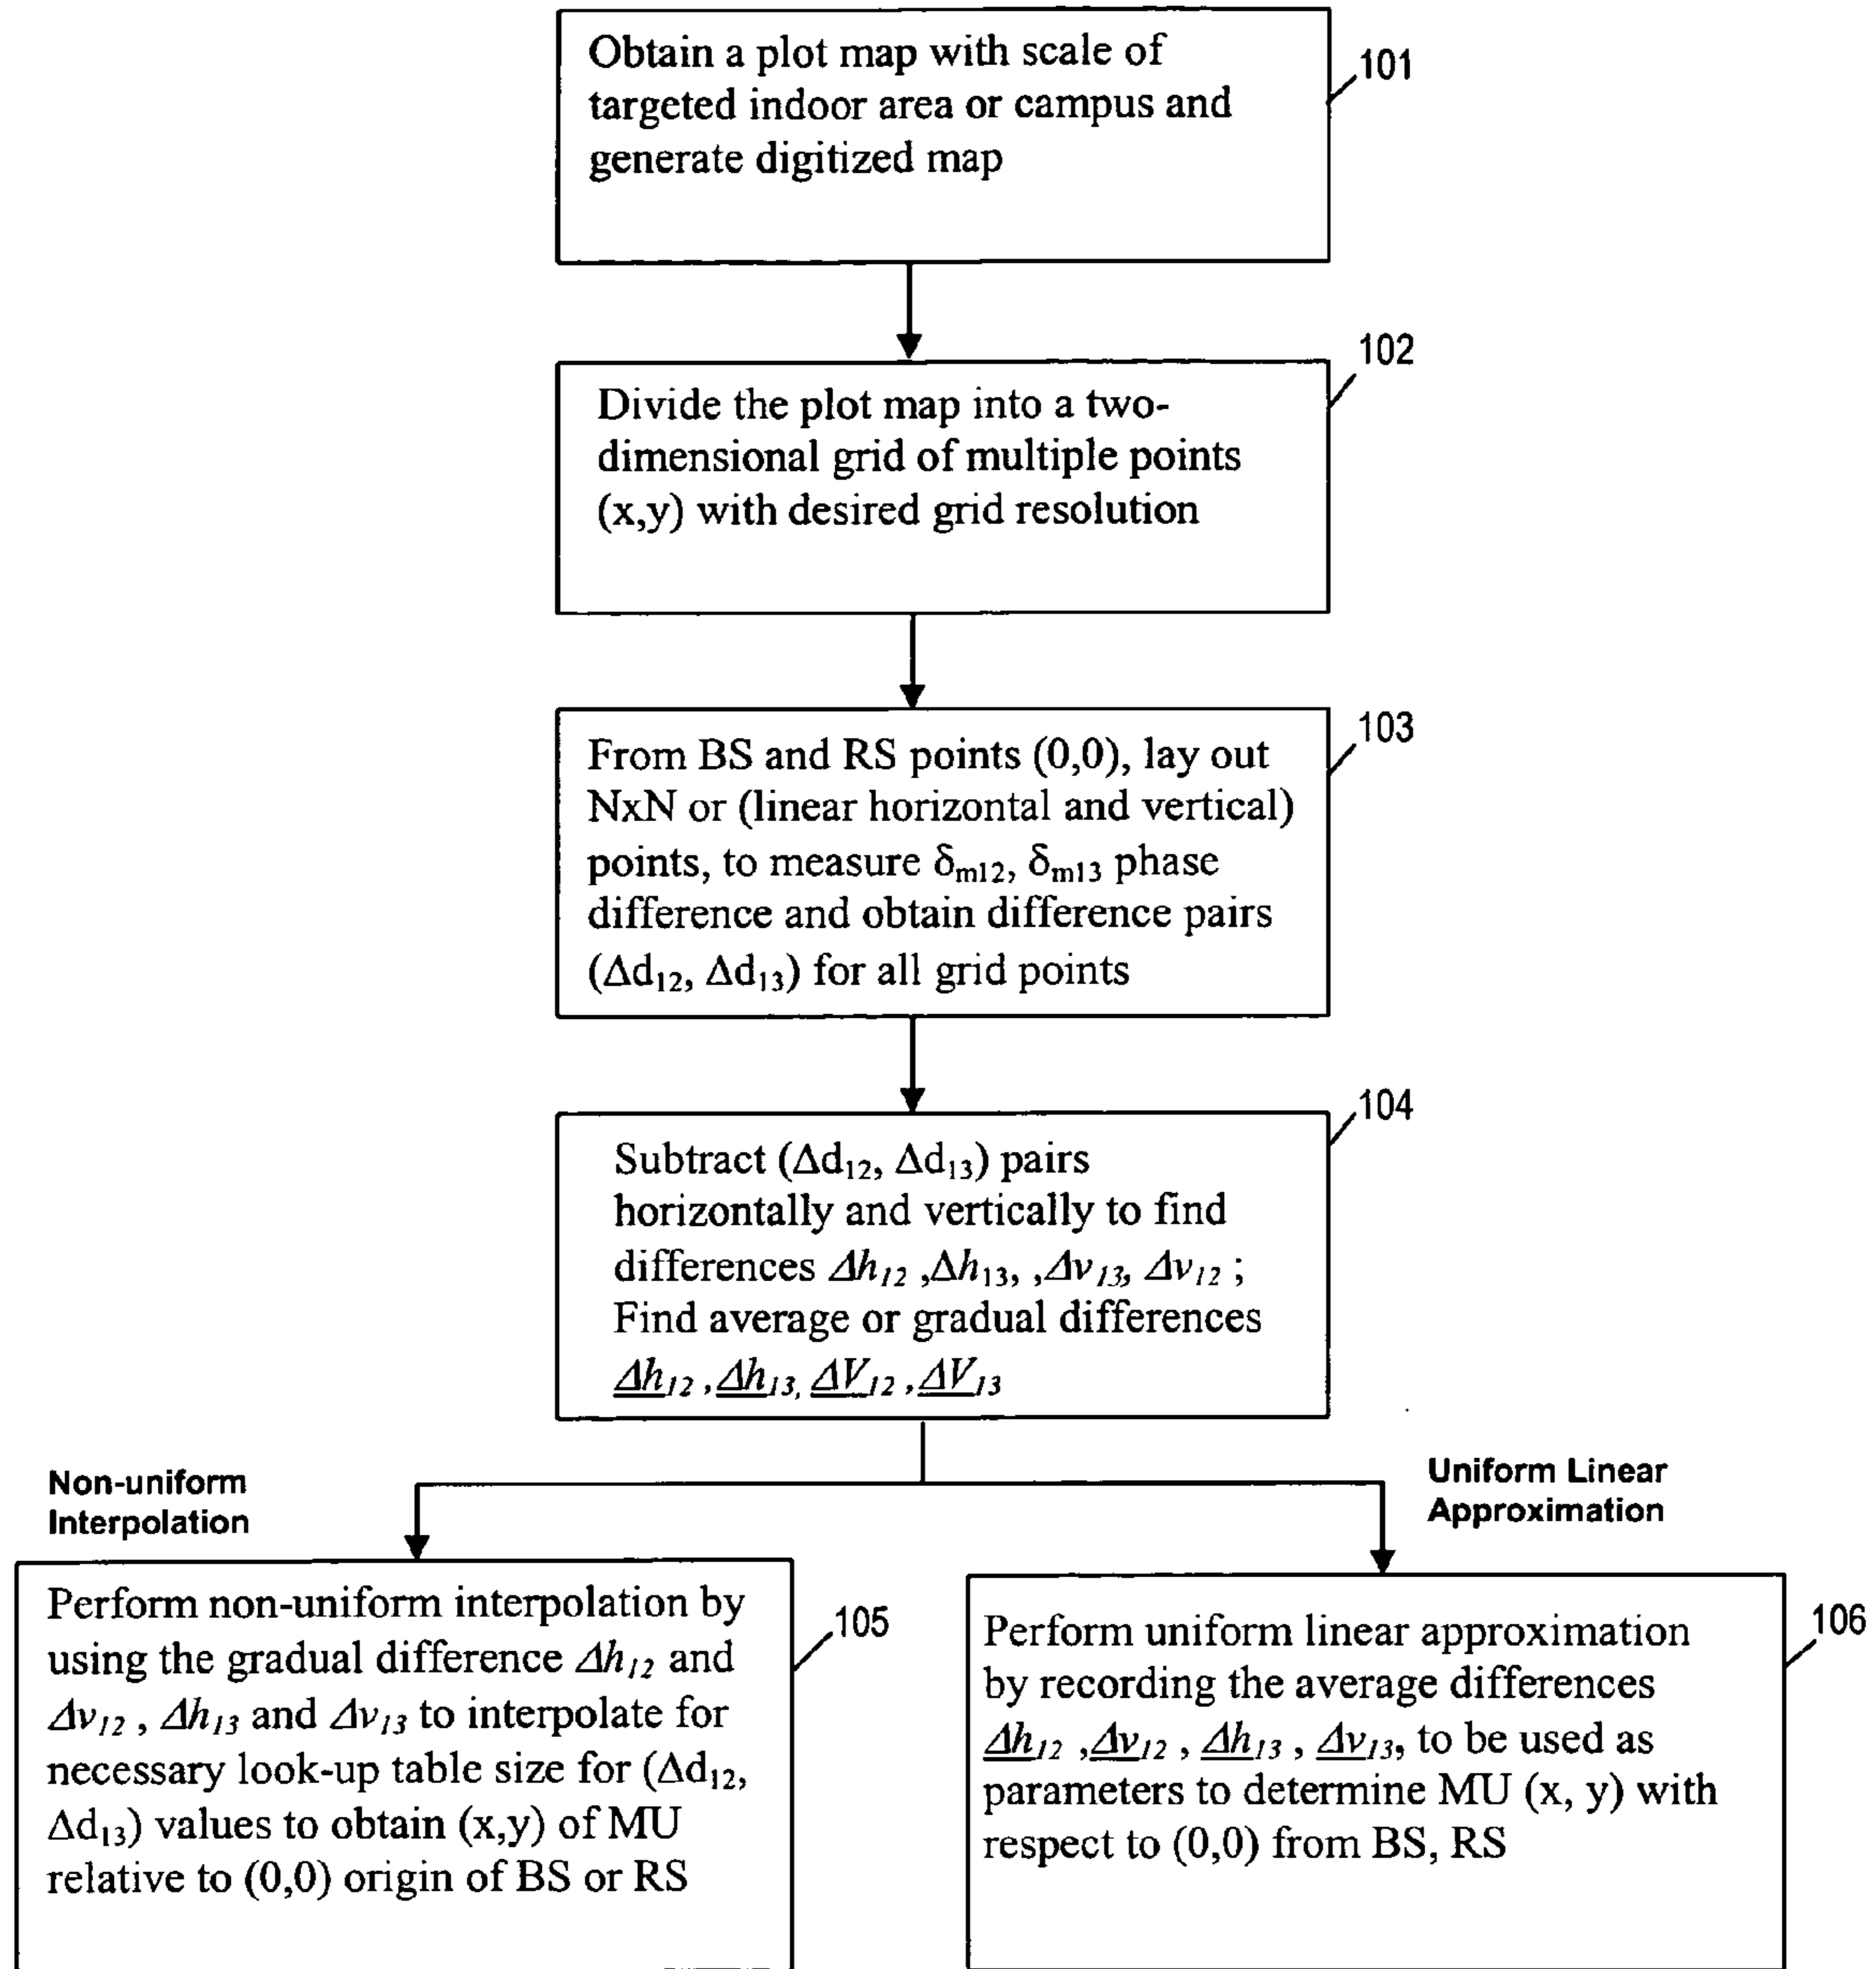 Obtain a plot map with scale of
targeted indoor area or campus and
generate digitized map
101
Divide the plot map into a two-
dimensional grid of multiple points
(x,y) with desired grid resolution
102
From BS and RS points (0,0), lay out
NxN or (linear horizontal and vertical)
points, to measure δm12, δm13 phase
difference and obtain difference pairs
(Δd12, Δd13) for all grid points
103
Subtract (Δd12, Δd13) pairs
horizontally and vertically to find
differences Δh12 ,Δh13, ,Δv13, Δv12 ;
Find average or gradual differences
Δh12 , Δh13, ΔV12 , ΔV13
104
Non-uniform
Interpolation
Uniform Linear
Approximation
Perform non-uniform interpolation by
using the gradual difference Δh12 and
Δv12 , Δh13 and Δv13 to interpolate for
necessary look-up table size for (Δd12,
Δd13) values to obtain (x,y) of MU
relative to (0,0) origin of BS or RS
105
Perform uniform linear approximation
by recording the average differences
Δh12 ,Δv12 , Δh13 , Δv13, to be used as
parameters to determine MU (x, y) with
respect to (0,0) from BS, RS
106